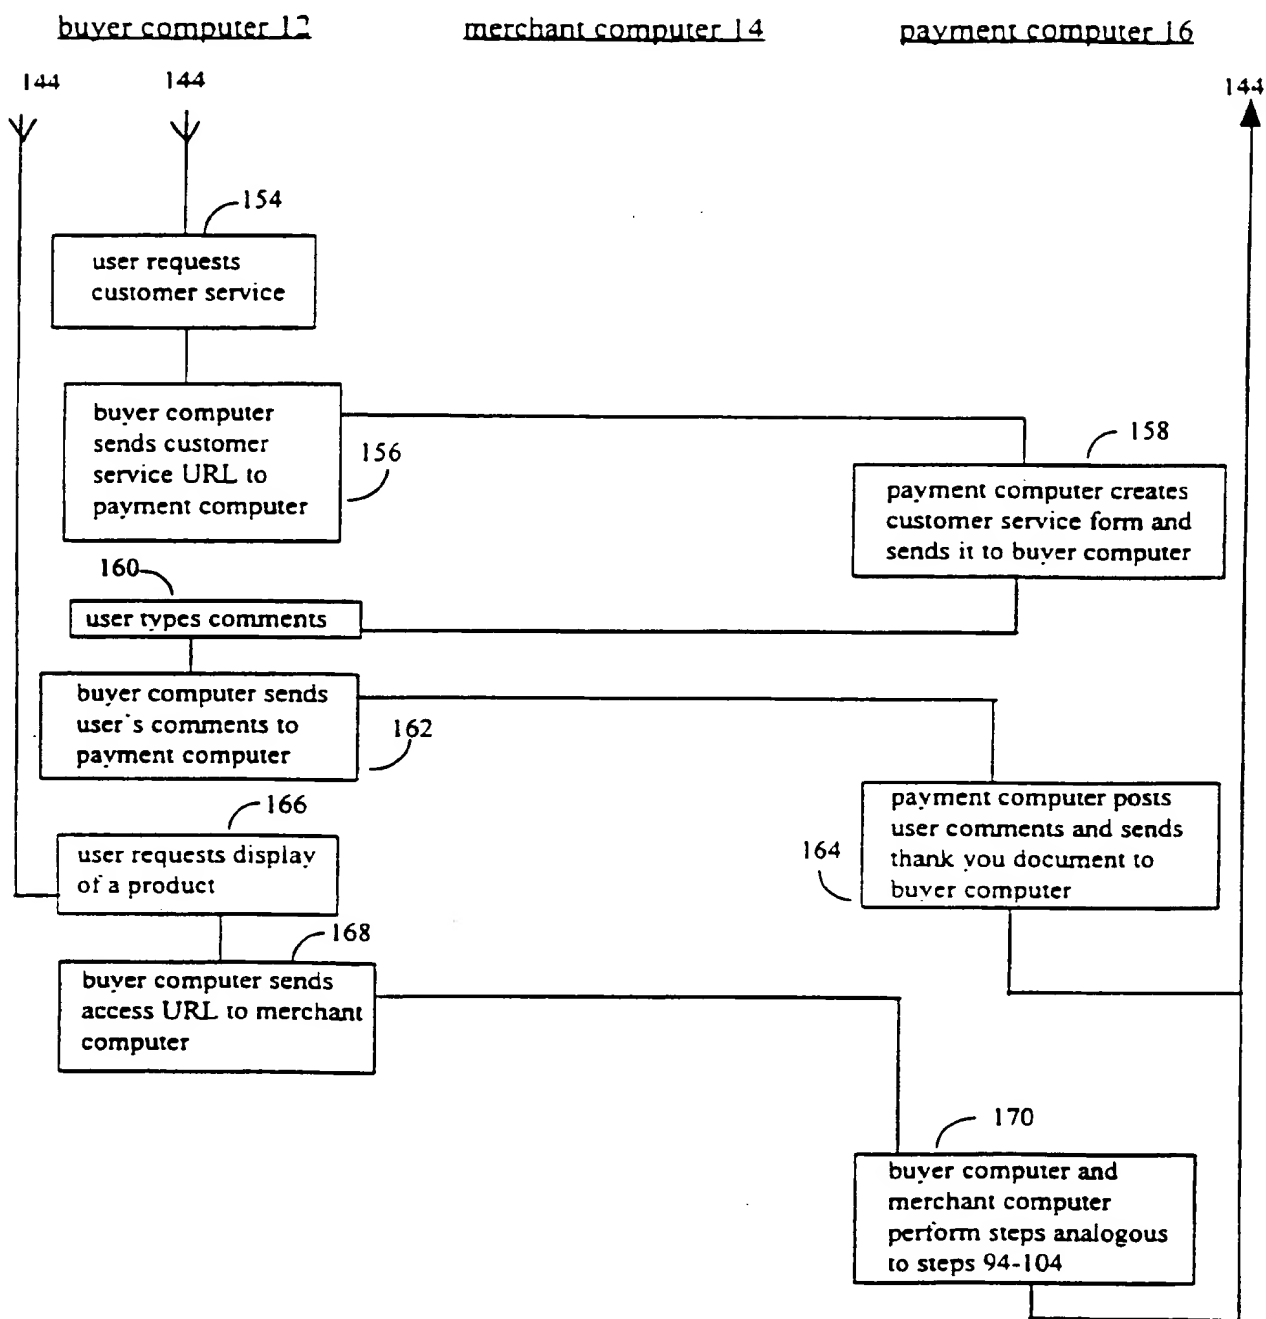 buyer computer 12
merchant computer 14
payment computer 16
144
144
144
154
user requests
customer service
buyer computer
sends customer
service URL to
payment computer
156
158
payment computer creates
customer service form and
sends it to buyer computer
160
user types comments
buyer computer sends
user's comments to
payment computer
162
payment computer posts
user comments and sends
thank you document to
buyer computer
164
166
user requests display
of a product
168
buyer computer sends
access URL to merchant
computer
170
buyer computer and
merchant computer
perform steps analogous
to steps 94-104